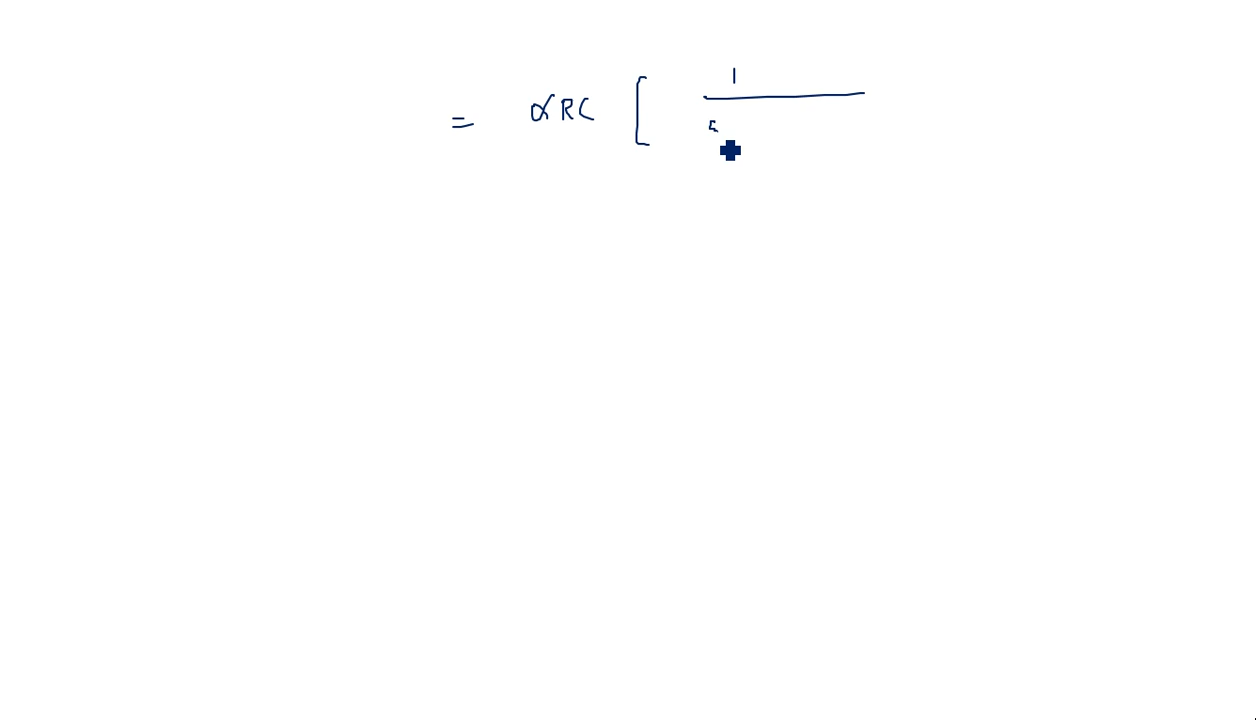 = αRC [ 1 /